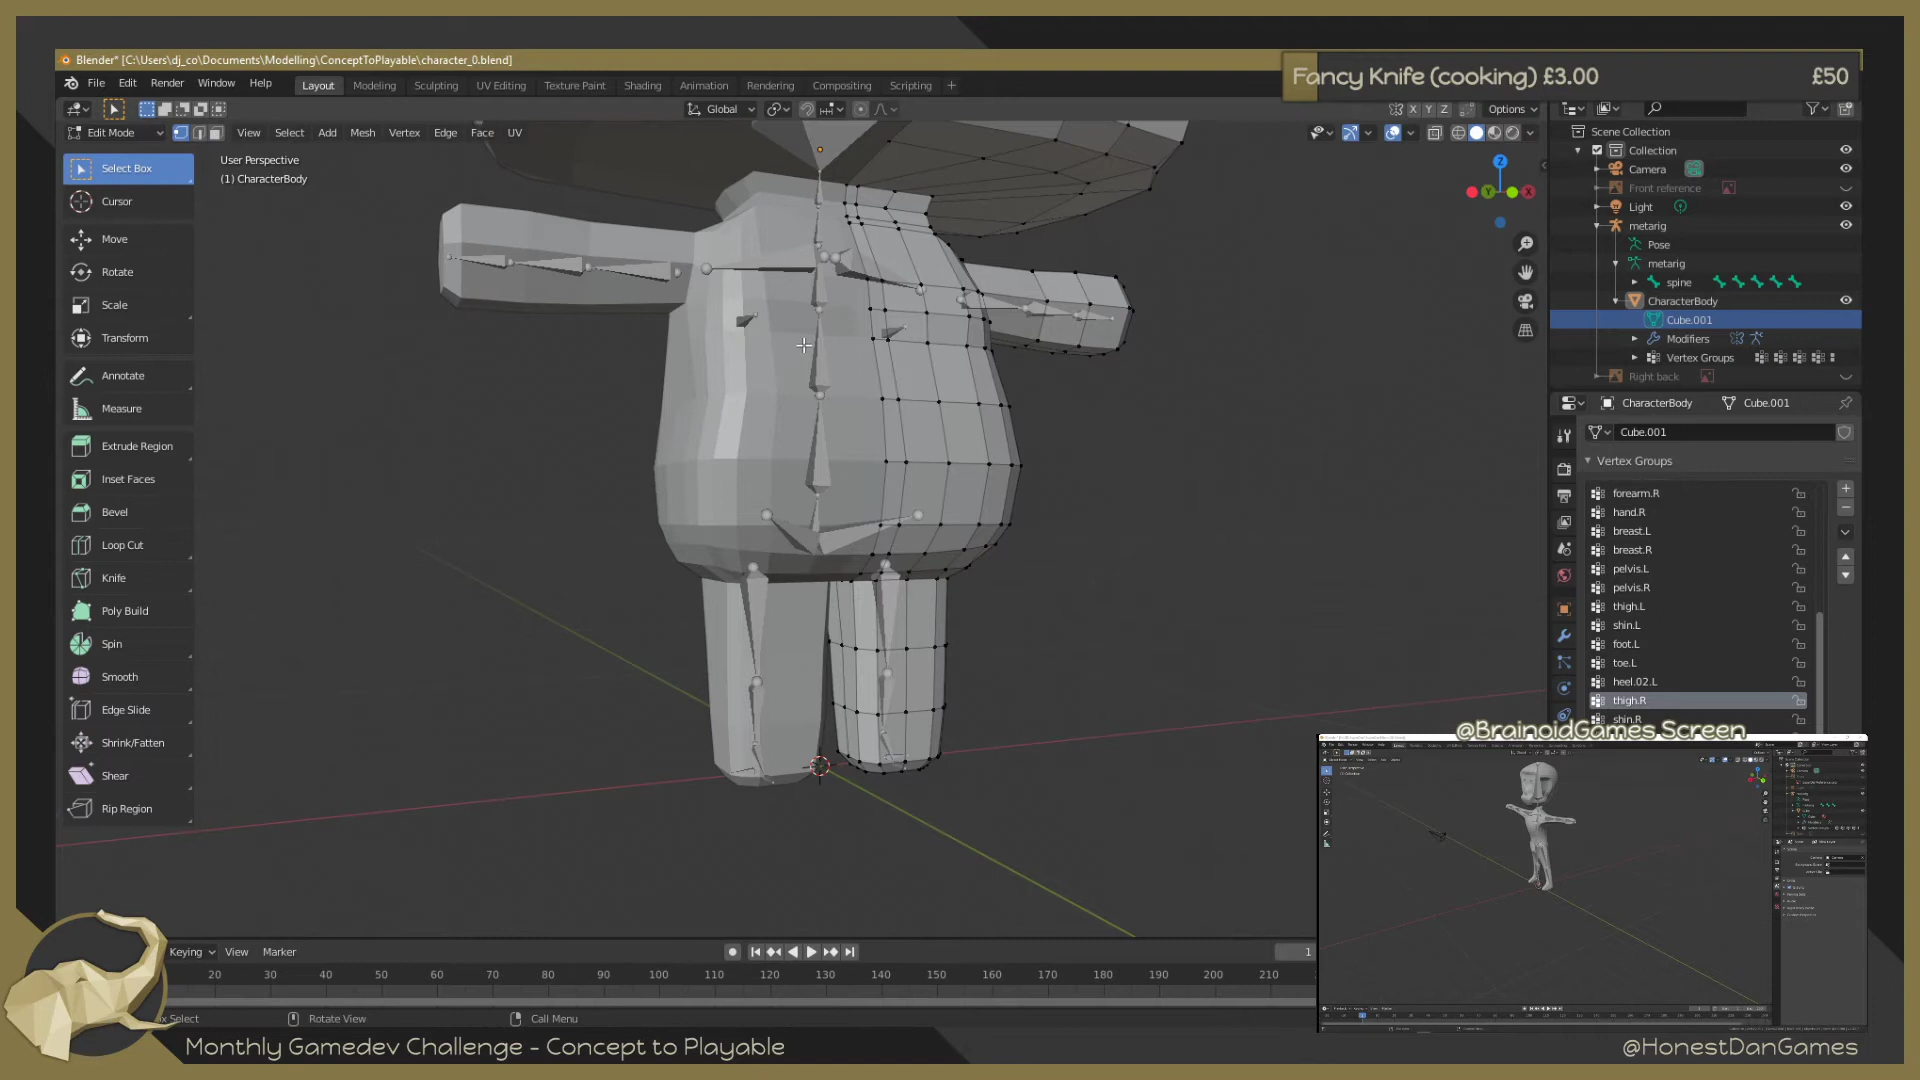 Blender* [C:\Users\dj_co\Documents\Modelling\ConceptToPlayable\character_0.blend]
Fancy Knife (cooking) £3.00
£50
File Edit Render Window Help
Layout Modeling Sculpting UV Editing Texture Paint Shading Animation Rendering Compositing Scripting +
Global
X Y Z
Options
Edit Mode
View Select Add Mesh Vertex Edge Face UV
User Perspective
(1) CharacterBody
Select Box
Cursor
Move
Rotate
Scale
Transform
Annotate
Measure
Extrude Region
Inset Faces
Bevel
Loop Cut
Knife
Poly Build
Spin
Smooth
Edge Slide
Shrink/Fatten
Shear
Rip Region
Z
Y
X
Scene Collection
Collection
Camera
Front reference
Light
metarig
Pose
metarig
spine
CharacterBody
Cube.001
Modifiers
Vertex Groups
Right back
CharacterBody
Cube.001
Cube.001
Vertex Groups
forearm.R
hand.R
breast.L
breast.R
pelvis.L
pelvis.R
thigh.L
shin.L
foot.L
toe.L
heel.02.L
thigh.R
shin.R
@BrainoidGames Screen
Keying View Marker
1
20 30 40 50 60 70 80 90 100 110 120 130 140 150 160 170 180 190 200 210
Select
Rotate View
Call Menu
Monthly Gamedev Challenge - Concept to Playable
@HonestDanGames